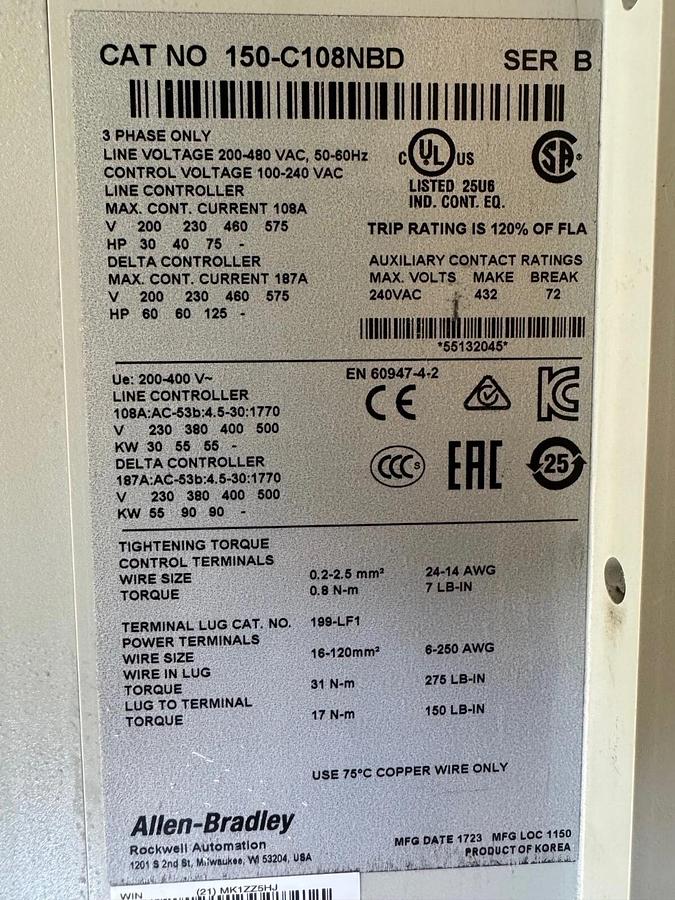 CAT NO 150-C108NBD SER B
3 PHASE ONLY
LINE VOLTAGE 200-480 VAC, 50-60Hz
CONTROL VOLTAGE 100-240 VAC
LINE CONTROLLER
MAX. CONT. CURRENT 108A
V 200 230 460 575
HP 30 40 75 -
DELTA CONTROLLER
MAX. CONT. CURRENT 187A
V 200 230 460 575
HP 60 60 125 -
C UL US
LISTED 25U6
IND. CONT. EQ.
SA®
TRIP RATING IS 120% OF FLA
AUXILIARY CONTACT RATINGS
MAX. VOLTS MAKE BREAK
240VAC 432 72
*55132045*
Ue: 200-400 V~
LINE CONTROLLER
108A:AC-53b:4.5-30:1770
V 230 380 400 500
KW 30 55 55 -
DELTA CONTROLLER
187A:AC-53b:4.5-30:1770
V 230 380 400 500
KW 55 90 90 -
EN 60947-4-2
CE
KC
CCC S
EAC
25
TIGHTENING TORQUE
CONTROL TERMINALS
WIRE SIZE 0.2-2.5 mm² 24-14 AWG
TORQUE 0.8 N-m 7 LB-IN
TERMINAL LUG CAT. NO. 199-LF1
POWER TERMINALS
WIRE SIZE 16-120mm² 6-250 AWG
WIRE IN LUG
TORQUE 31 N-m 275 LB-IN
LUG TO TERMINAL
TORQUE 17 N-m 150 LB-IN
USE 75°C COPPER WIRE ONLY
Allen-Bradley
Rockwell Automation
1201 S 2nd St, Milwaukee, WI 53204, USA
MFG DATE 1723 MFG LOC 1150
PRODUCT OF KOREA
WIN (21) MK1ZZ5HJ